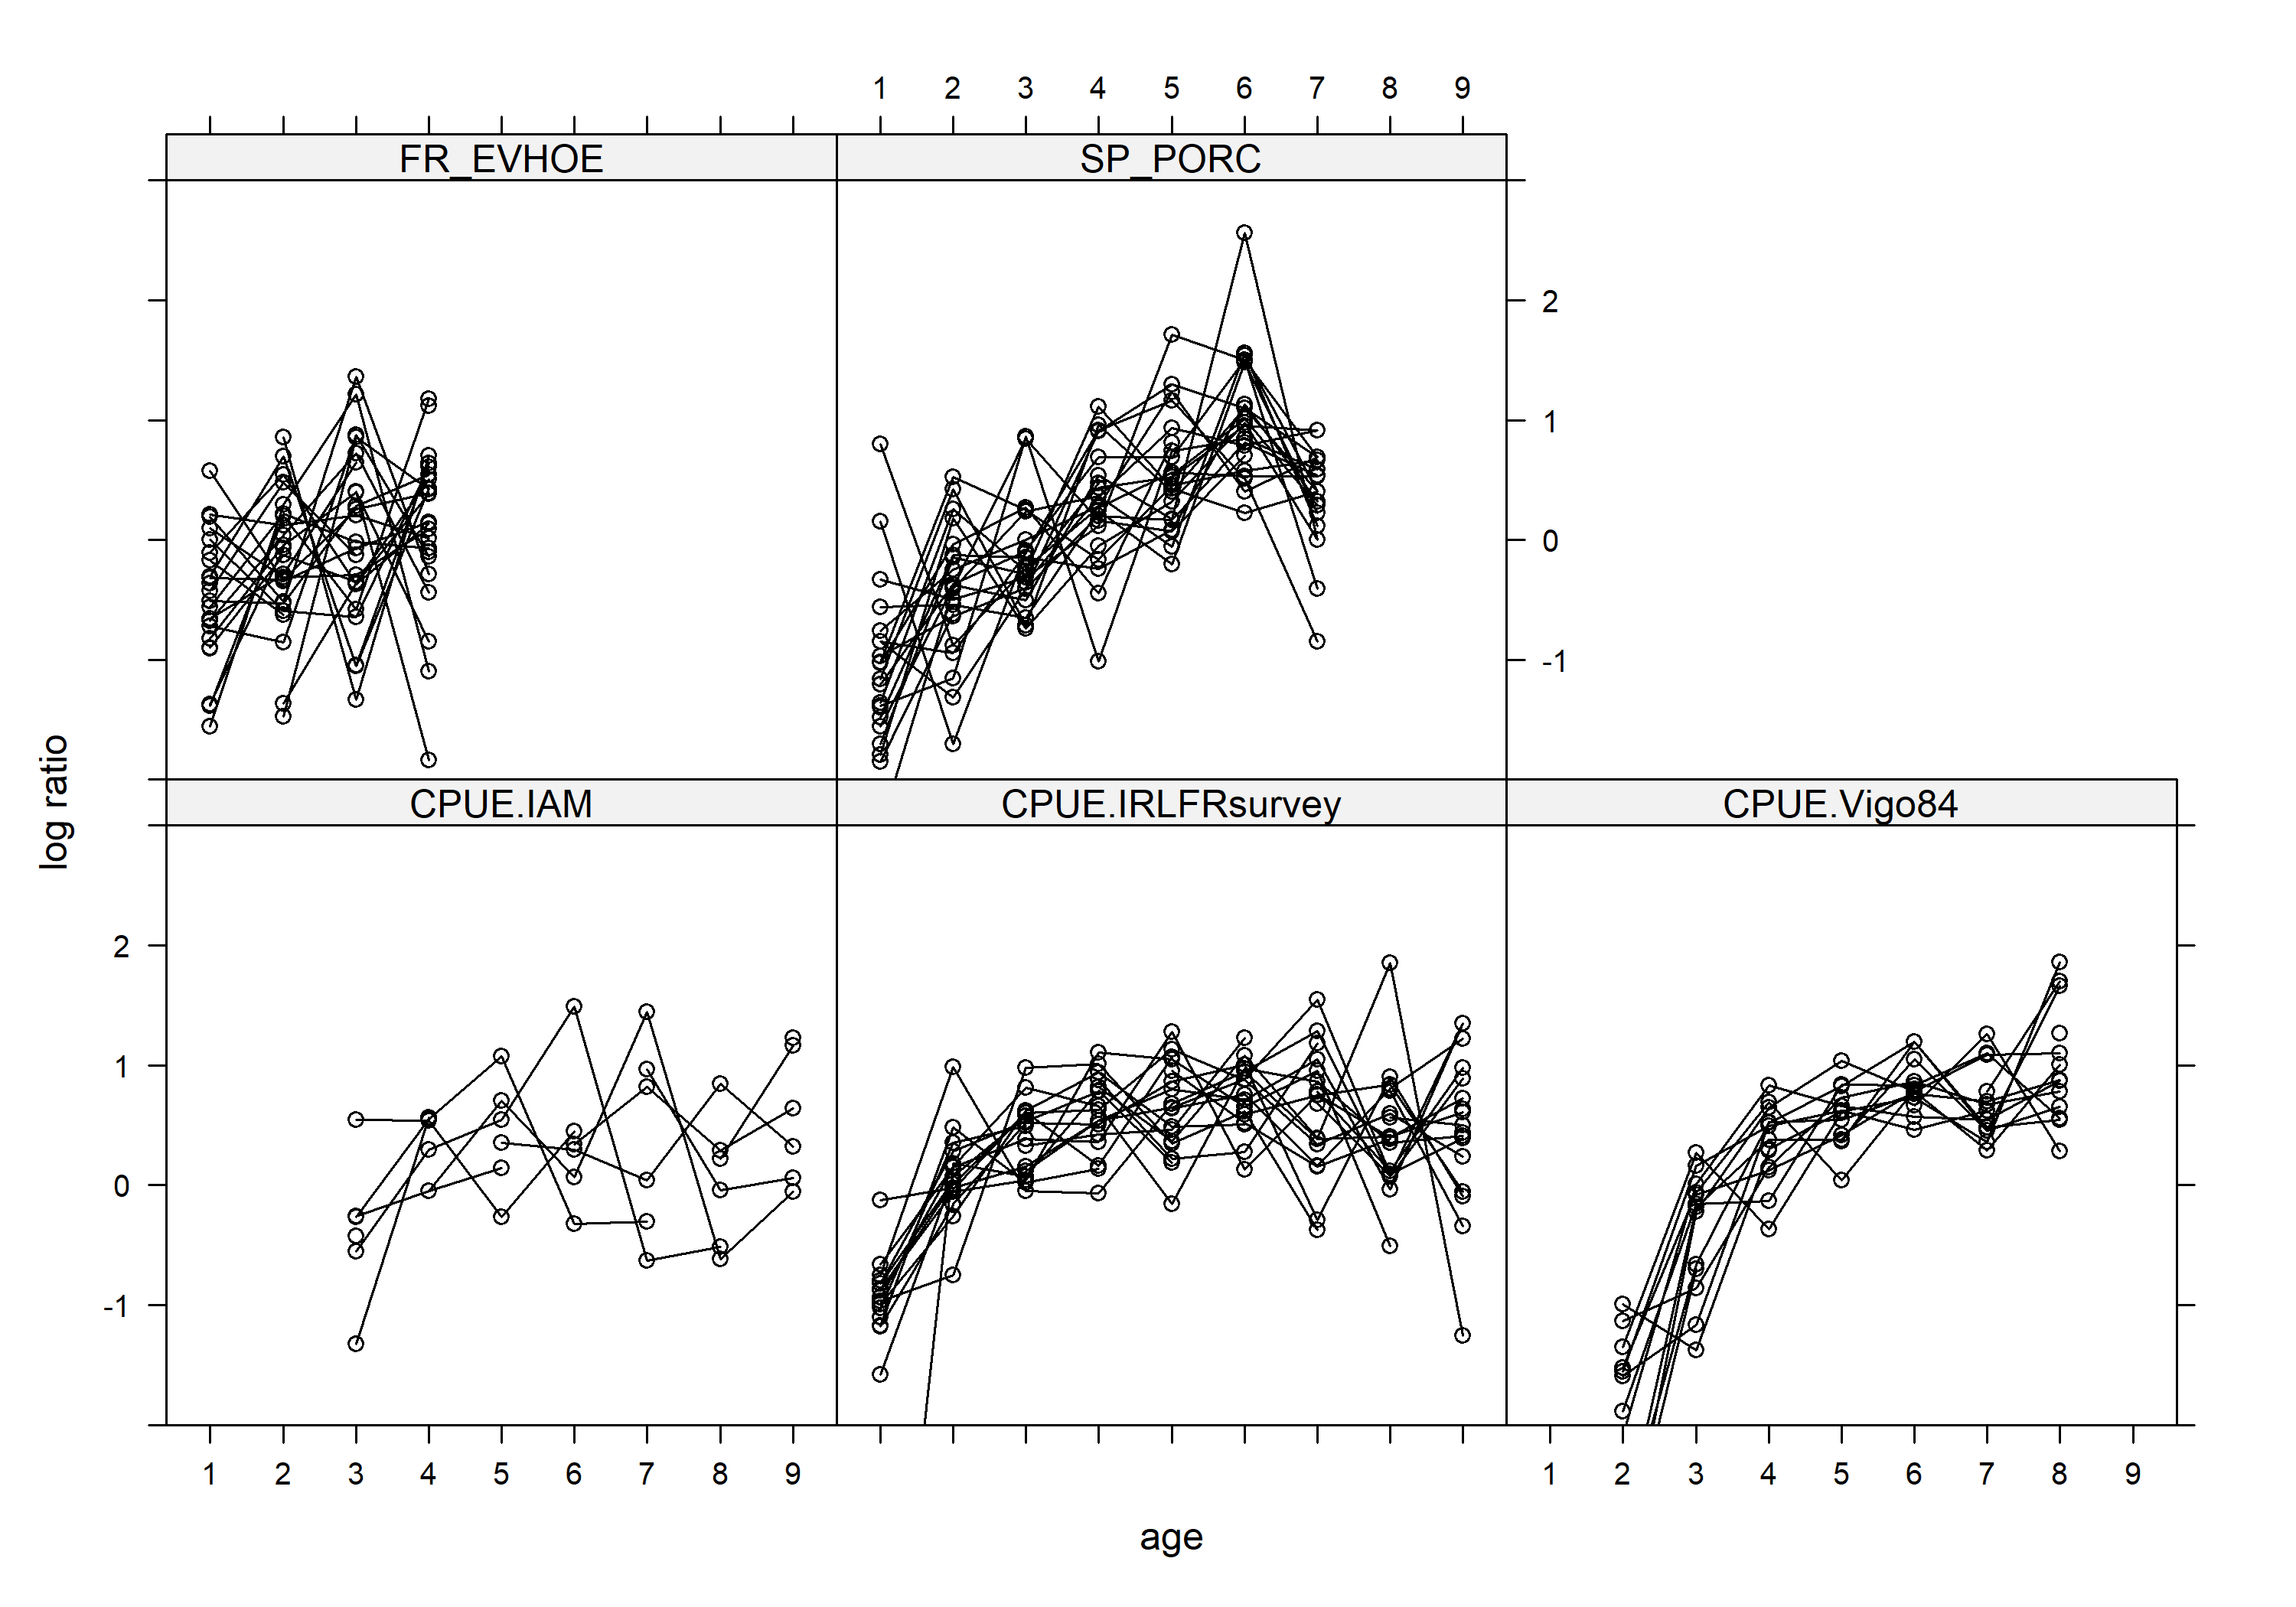 1 2 3 4 5 6 7 8 9
FR_EVHOE SP_PORC
2
1
0
-1
log ratio
CPUE.IAM CPUE.IRLFRsurvey CPUE.Vigo84
2
1
0
-1
1 2 3 4 5 6 7 8 9 1 2 3 4 5 6 7 8 9
age